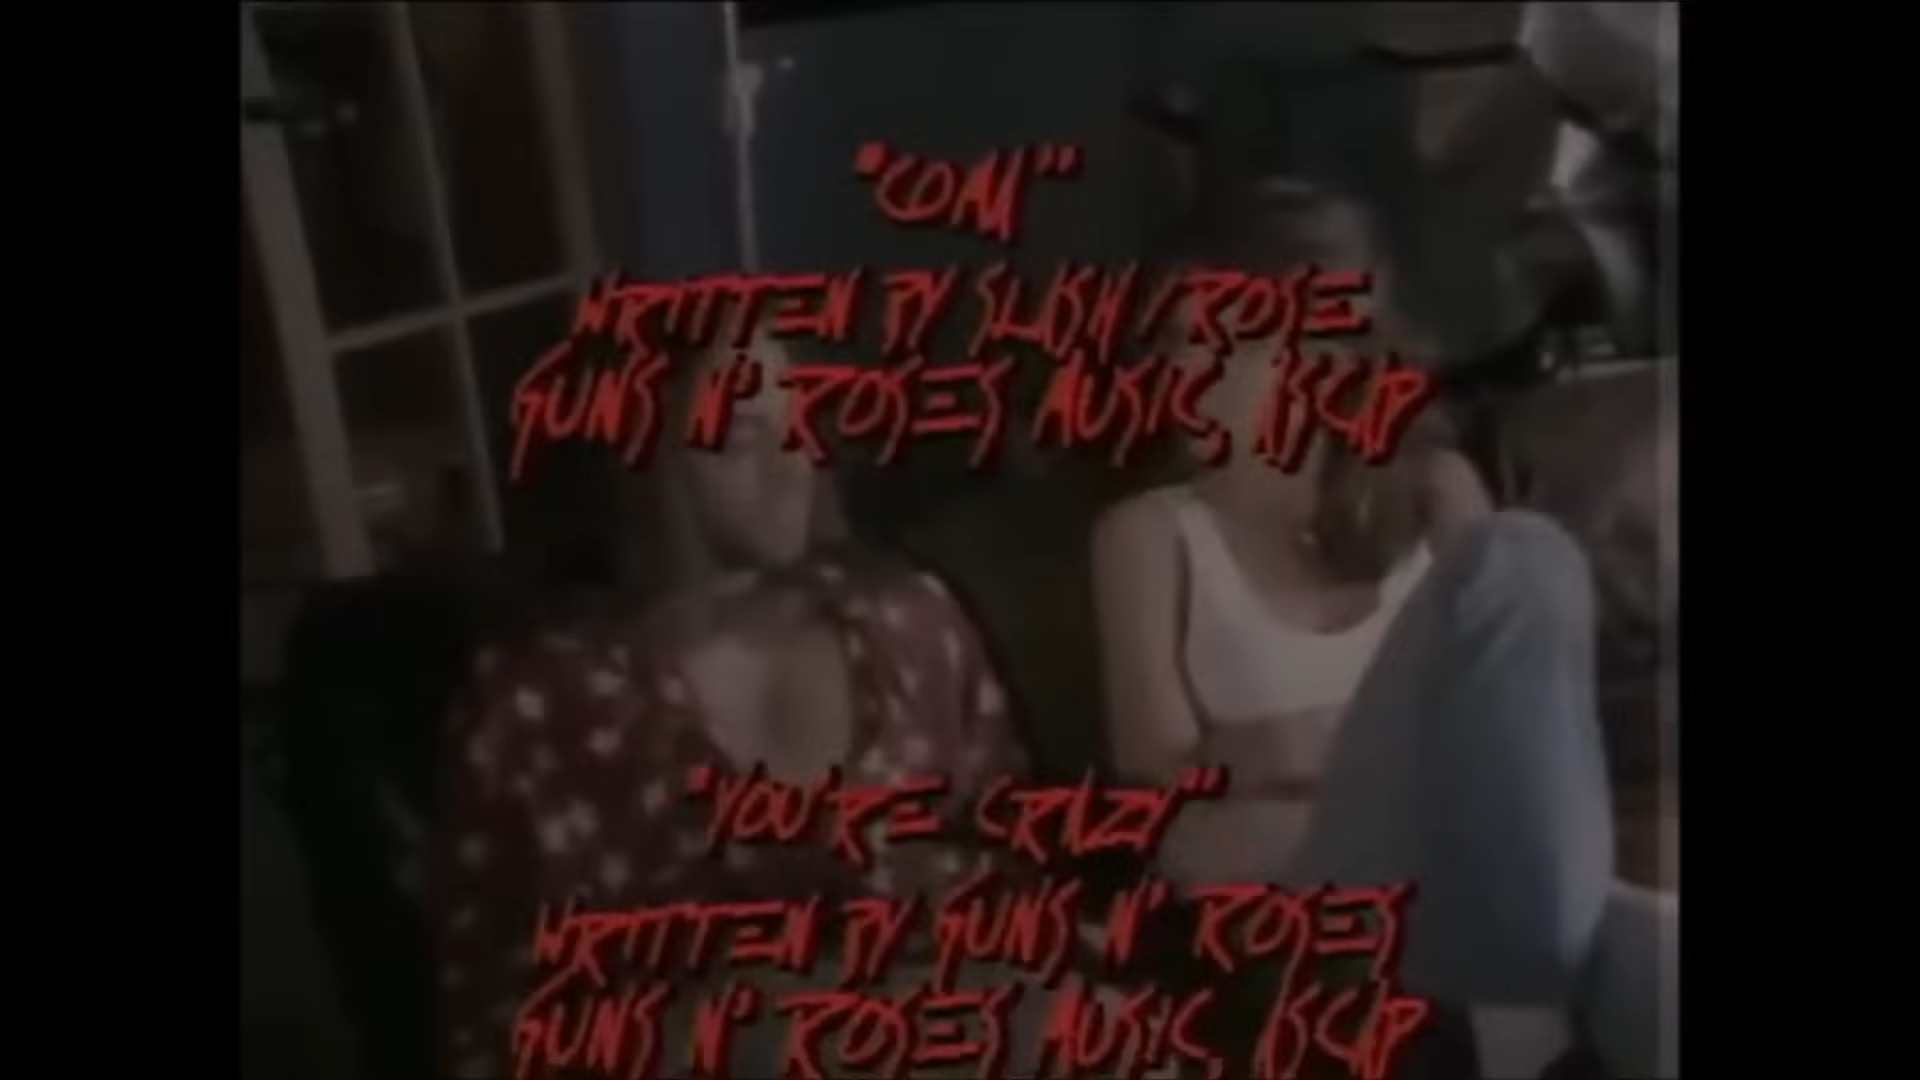 "COMA"
WRITTEN BY SLASH/ROSE
GUNS N' ROSES MUSIC, ASCAP
"YOU'RE CRAZY"
WRITTEN BY GUNS N' ROSES
GUNS N' ROSES MUSIC, ASCAP